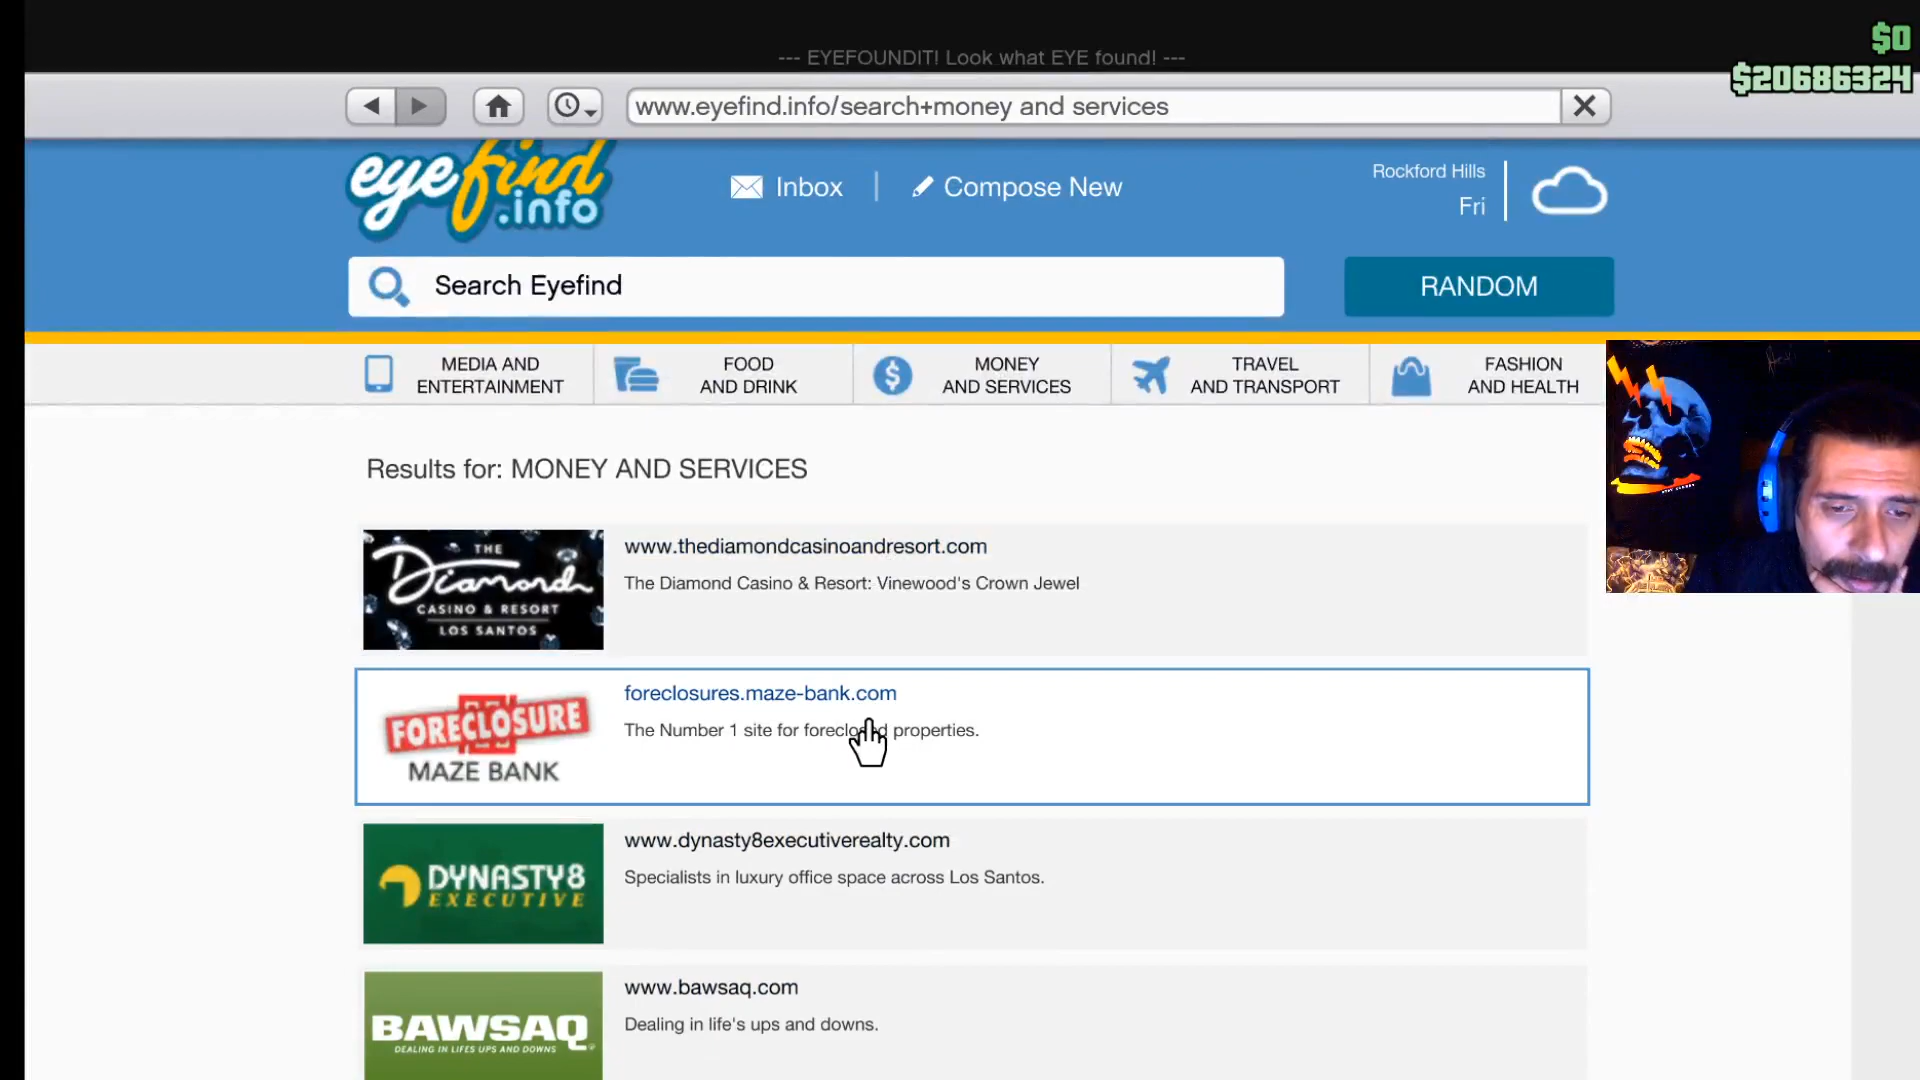 $0
--- EYEFOUNDIT! Look what EYE found! ---
$20686324
www.eyefind.info/search+money and services
eyefind
.info
Inbox
Compose New
Rockford Hills
Fri
Search Eyefind
RANDOM
MEDIA AND
ENTERTAINMENT
FOOD
AND DRINK
MONEY
AND SERVICES
TRAVEL
AND TRANSPORT
FASHION
AND HEALTH
Results for: MONEY AND SERVICES
THE
Diamond
CASINO & RESORT
LOS SANTOS
www.thediamondcasinoandresort.com
The Diamond Casino & Resort: Vinewood's Crown Jewel
FORECLOSURE
MAZE BANK
foreclosures.maze-bank.com
The Number 1 site for foreclosed properties.
DYNASTY8
EXECUTIVE
www.dynasty8executiverealty.com
Specialists in luxury office space across Los Santos.
BAWSAQ
DEALING IN LIFES UPS AND DOWNS
www.bawsaq.com
Dealing in life's ups and downs.